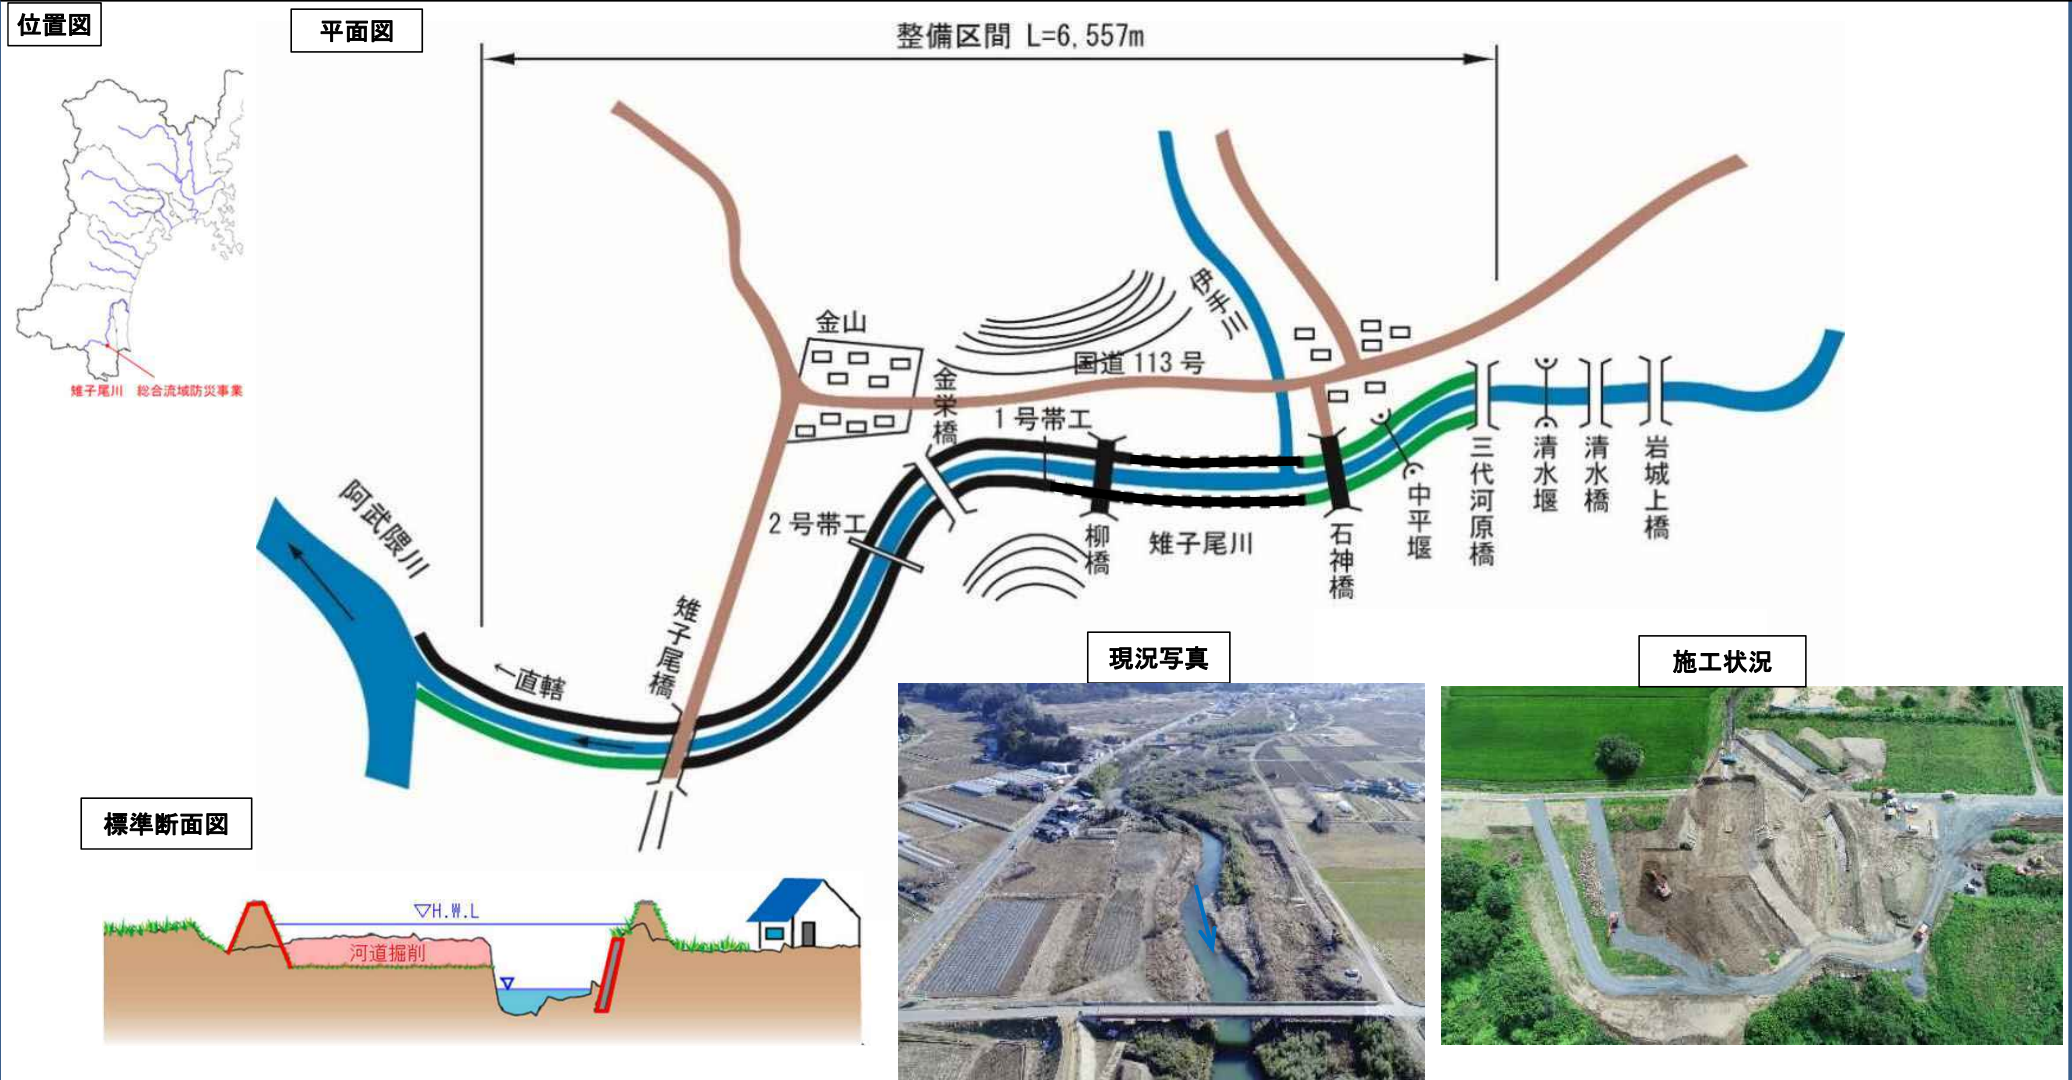 位置図
平面図
整備区間 L=6,557m
雉子尾川 総合流域防災事業
金山
伊手川
国道113号
金栄橋
1号帯工
2号帯工
阿武隈川
柳橋
雉子尾川
石神橋
中平堰
三代河原橋
清水堰
清水橋
岩城上橋
雉子尾橋
←直轄
現況写真
施工状況
標準断面図
▽H.W.L
河道掘削
▽